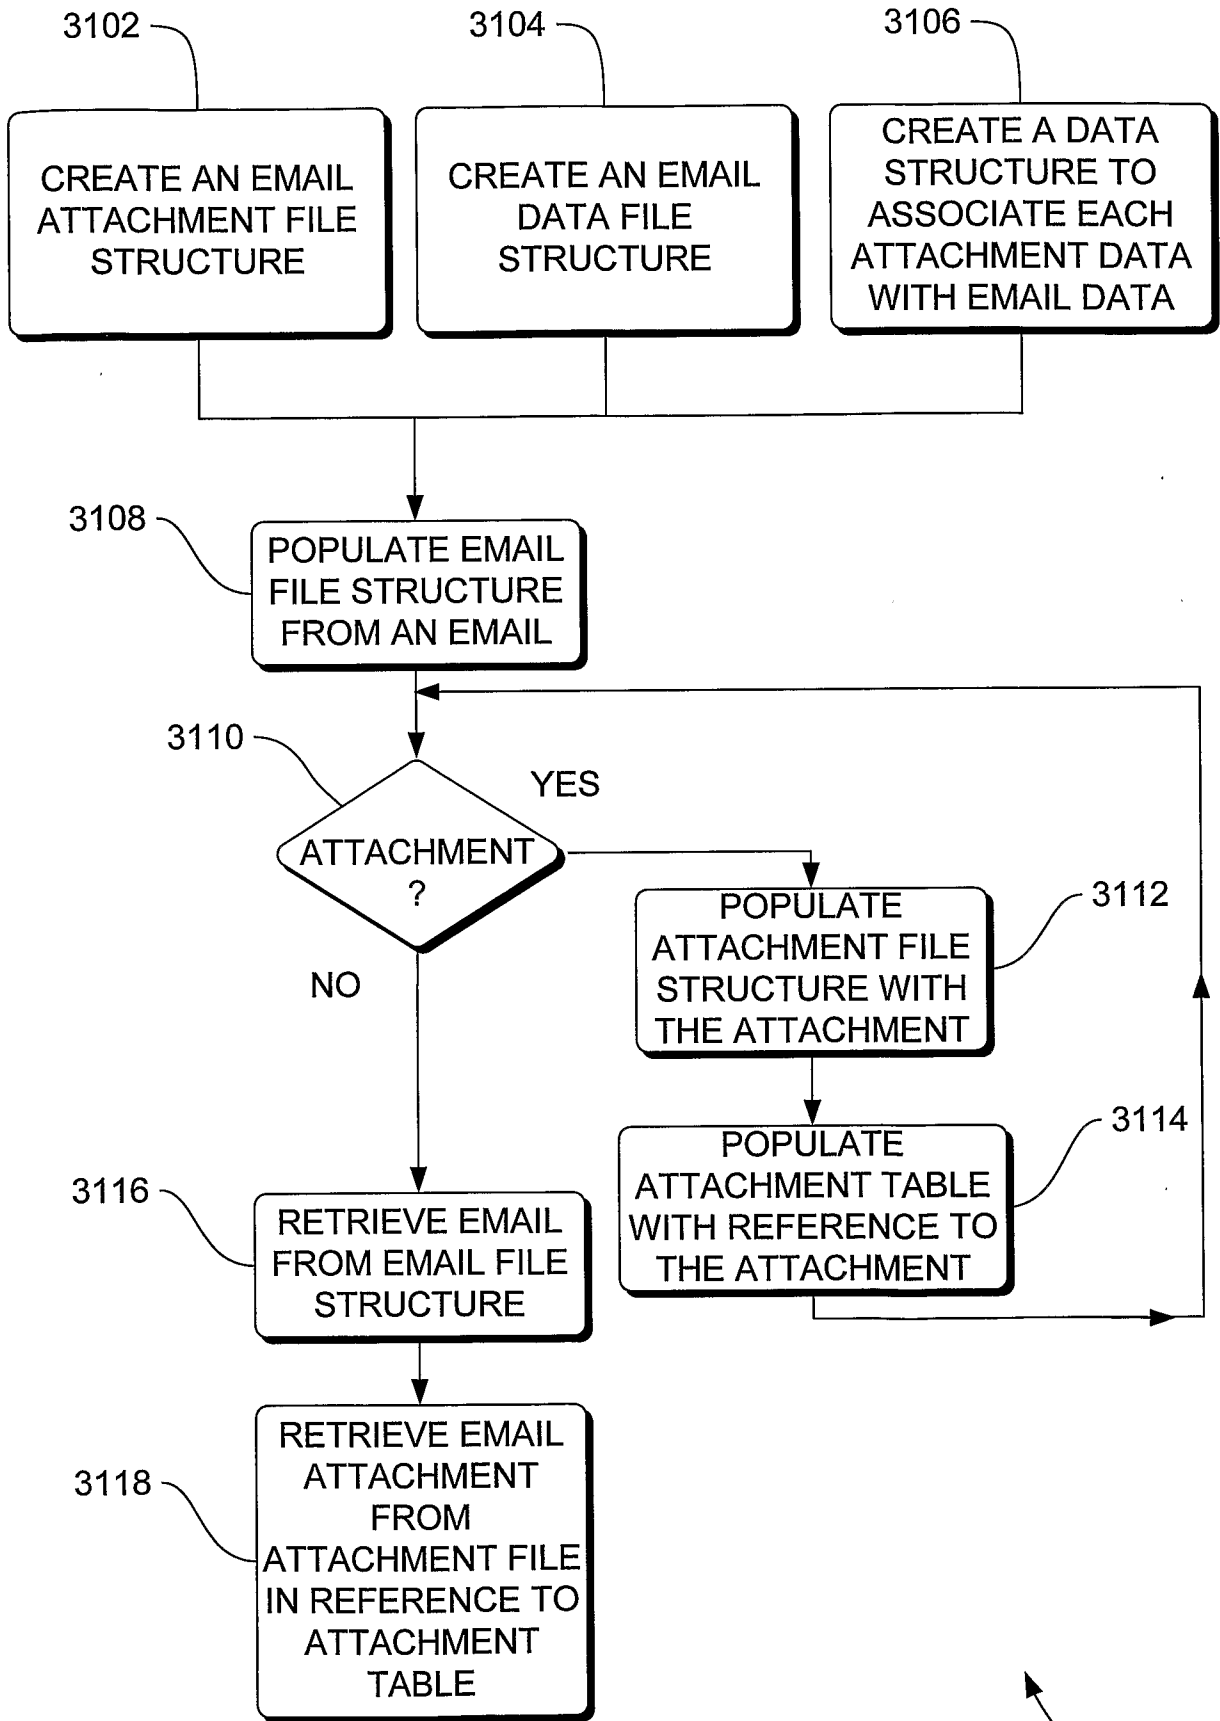 3102
3104
3106
CREATE AN EMAIL
ATTACHMENT FILE
STRUCTURE
CREATE AN EMAIL
DATA FILE
STRUCTURE
CREATE A DATA
STRUCTURE TO
ASSOCIATE EACH
ATTACHMENT DATA
WITH EMAIL DATA
3108
POPULATE EMAIL
FILE STRUCTURE
FROM AN EMAIL
3110
YES
ATTACHMENT
?
NO
POPULATE
ATTACHMENT FILE
STRUCTURE WITH
THE ATTACHMENT
3112
POPULATE
ATTACHMENT TABLE
WITH REFERENCE TO
THE ATTACHMENT
3114
3116
RETRIEVE EMAIL
FROM EMAIL FILE
STRUCTURE
3118
RETRIEVE EMAIL
ATTACHMENT
FROM
ATTACHMENT FILE
IN REFERENCE TO
ATTACHMENT
TABLE